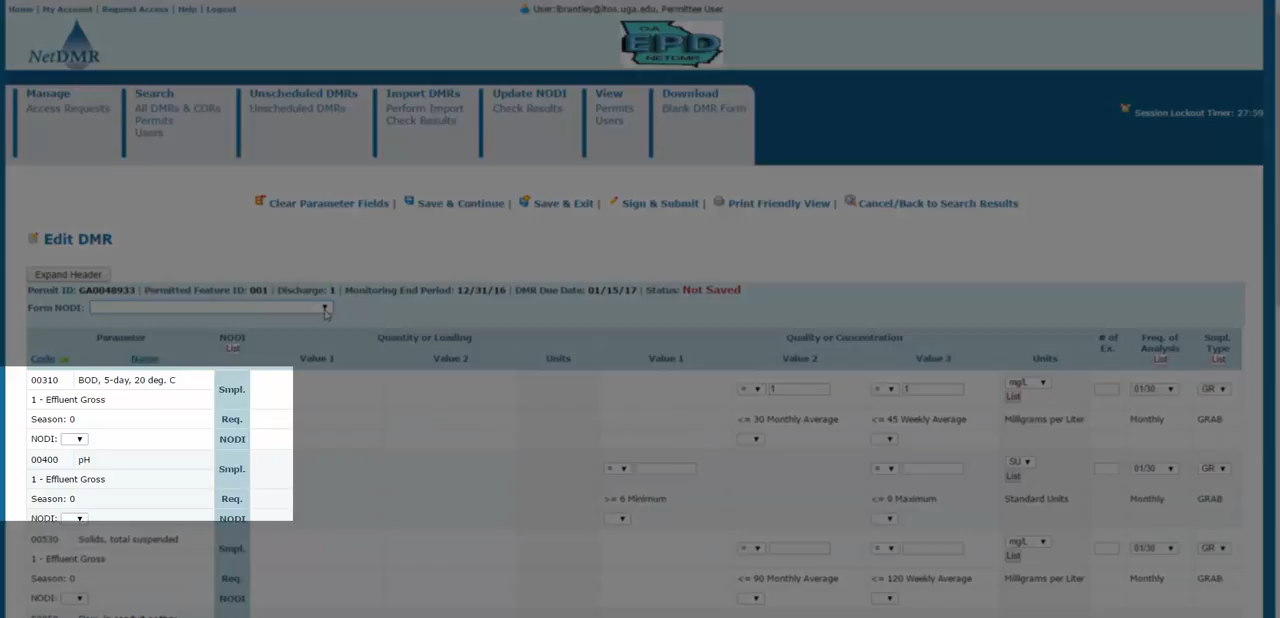 Home | My Account | Request Access | Help | Logout
User:lbrantley@ltos.uga.edu, Permittee User
NetDMR
GA
EPD
NETDMR
Manage
Access Requests
Search
All DMRs & CORs
Permits
Users
Unscheduled DMRs
Unscheduled DMRs
Import DMRs
Perform Import
Check Results
Update NODI
Check Results
View
Permits
Users
Download
Blank DMR Form
Session Lockout Timer: 27:59
Clear Parameter Fields | Save & Continue | Save & Exit | Sign & Submit | Print Friendly View | Cancel/Back to Search Results
Edit DMR
Expand Header
Permit ID: GA0048933 | Permitted Feature ID: 001 | Discharge: 1 | Monitoring End Period: 12/31/16 | DMR Due Date: 01/15/17 | Status: Not Saved
Form NODI:
Parameter NODI Quantity or Loading Quality or Concentration # of Ex. Freq. of Analysis Smpl. Type
List
Code Name Value 1 Value 2 Units Value 1 Value 2 Value 3 Units List List
00310 BOD, 5-day, 20 deg. C Smpl. = 1 = 1 mg/L 01/30 GR
List
1 - Effluent Gross
Season: 0 Req. <= 30 Monthly Average <= 45 Weekly Average Milligrams per Liter Monthly GRAB
NODI: NODI
00400 pH Smpl. = = SU 01/30 GR
List
1 - Effluent Gross
Season: 0 Req. >= 6 Minimum <= 9 Maximum Standard Units Monthly GRAB
NODI: NODI
00530 Solids, total suspended Smpl. = = mg/L 01/30 GR
List
1 - Effluent Gross
Season: 0 Req. <= 90 Monthly Average <= 120 Weekly Average Milligrams per Liter Monthly GRAB
NODI: NODI